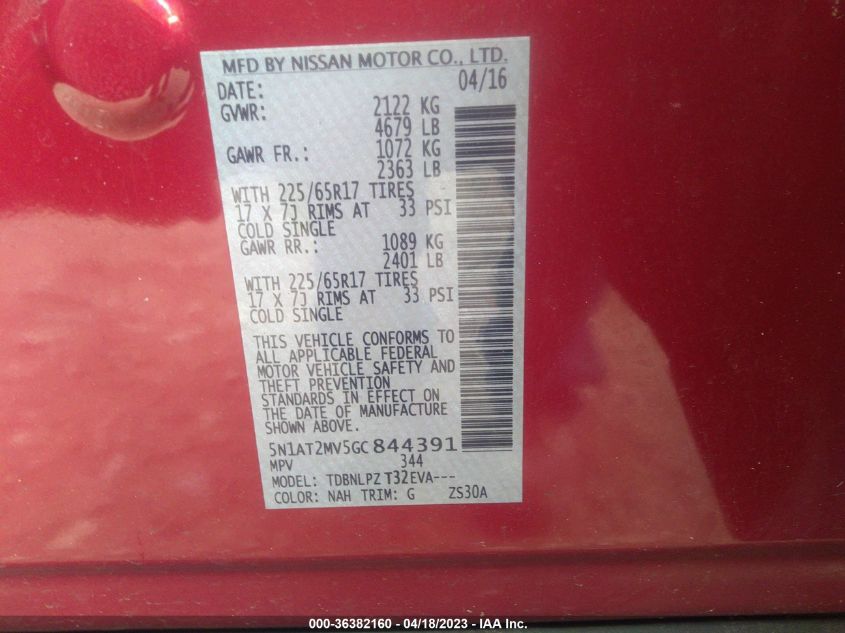 MFD BY NISSAN MOTOR CO., LTD.
DATE: 04/16
GVWR: 2122 KG
4679 LB
GAWR FR.: 1072 KG
2363 LB
WITH 225/65R17 TIRES
17 X 7J RIMS AT 33 PSI
COLD SINGLE
GAWR RR.: 1089 KG
2401 LB
WITH 225/65R17 TIRES
17 X 7J RIMS AT 33 PSI
COLD SINGLE
THIS VEHICLE CONFORMS TO
ALL APPLICABLE FEDERAL
MOTOR VEHICLE SAFETY AND
THEFT PREVENTION
STANDARDS IN EFFECT ON
THE DATE OF MANUFACTURE
SHOWN ABOVE.
5N1AT2MV5GC844391
MPV 344
MODEL: TDBNLPZ T32EVA---
COLOR: NAH TRIM: G ZS30A
000-36382160 - 04/18/2023 - IAA Inc.